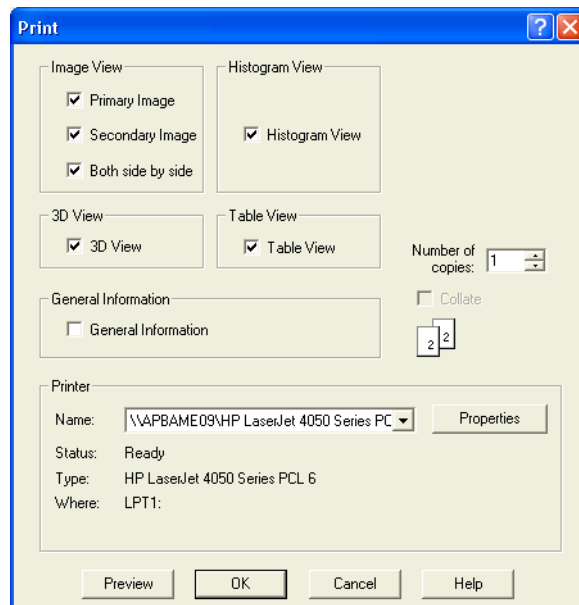 Print
Image View
Primary Image
Secondary Image
Both side by side
Histogram View
Histogram View
3D View
3D View
Table View
Table View
Number of
copies:
1
Collate
2
2
General Information
General Information
Printer
Name:
\\APBAME09\HP LaserJet 4050 Series PC
Properties
Status: Ready
Type: HP LaserJet 4050 Series PCL 6
Where: LPT1:
Preview
OK
Cancel
Help